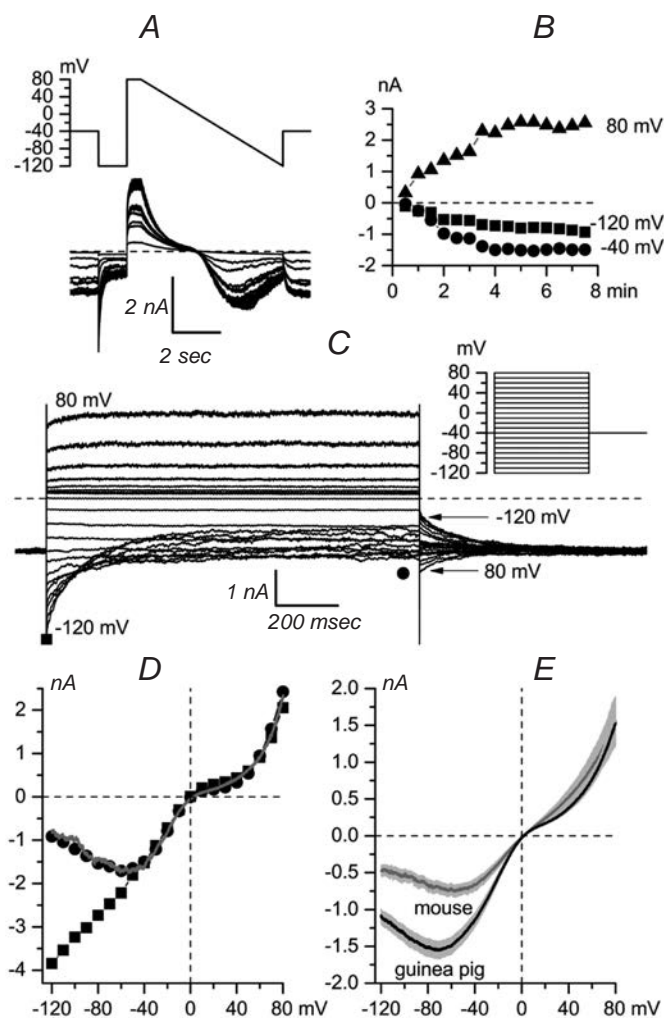 A
B
mV
80
40
0
-40
-80
-120
2 nA
2 sec
nA
3
2
1
0
-1
-2
80 mV
-120 mV
-40 mV
0 2 4 6 8 min
C
80 mV
mV
80
40
0
-40
-80
-120
-120 mV
80 mV
-120 mV
1 nA
200 msec
D
nA
2
1
0
-1
-2
-3
-4
-120 -80 -40 0 40 80 mV
E
nA
2.0
1.5
1.0
0.5
0.0
-0.5
-1.0
-1.5
-2.0
mouse
guinea pig
-120 -80 -40 0 40 80 mV